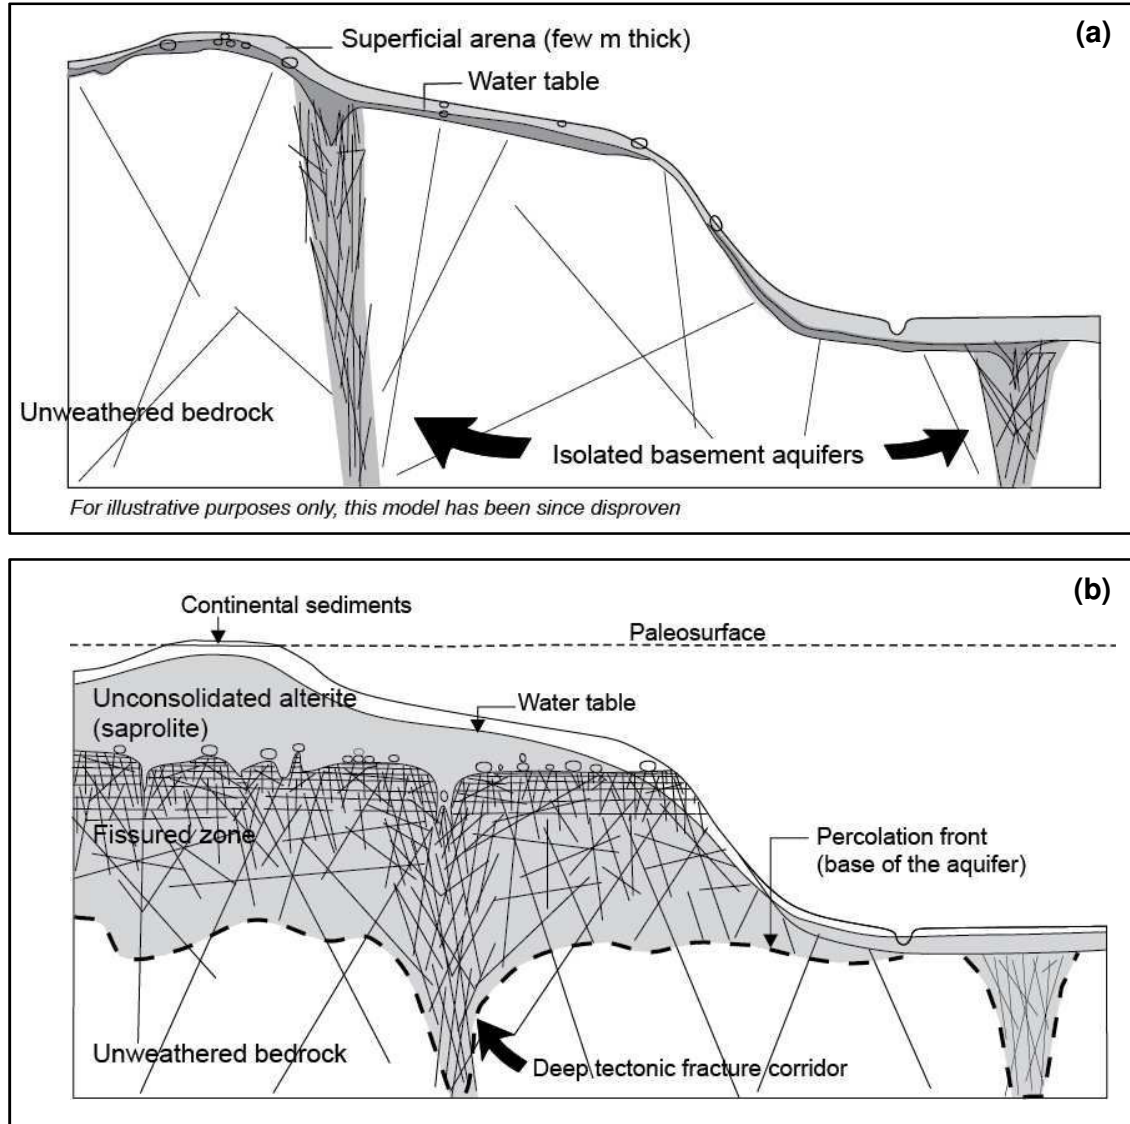 (a)
Superficial arena (few m thick)
Water table
Unweathered bedrock
Isolated basement aquifers
For illustrative purposes only, this model has been since disproven
(b)
Continental sediments
Paleosurface
Unconsolidated alterite
(saprolite)
Water table
Fissured zone
Percolation front
(base of the aquifer)
Unweathered bedrock
Deep tectonic fracture corridor